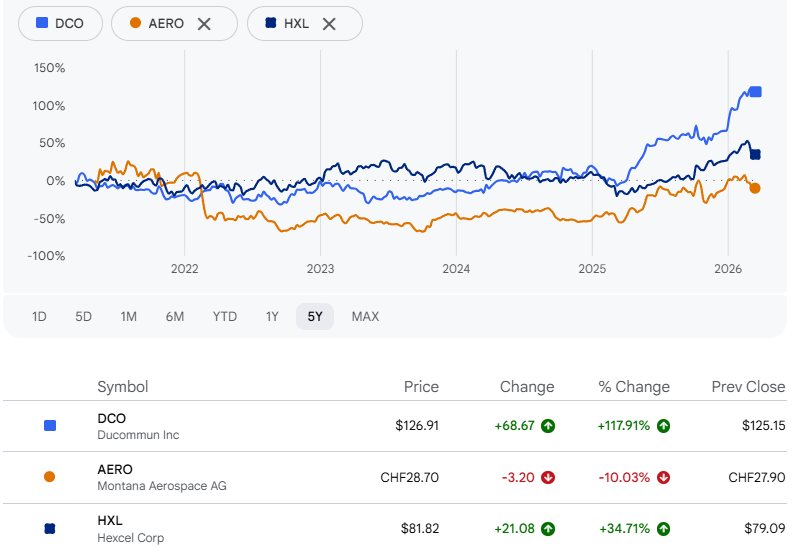 DCO AERO HXL
150%
100%
50%
0%
-50%
-100%
2022 2023 2024 2025 2026
1D 5D 1M 6M YTD 1Y 5Y MAX
Symbol Price Change % Change Prev Close
DCO
Ducommun Inc
$126.91 +68.67 +117.91% $125.15
AERO
Montana Aerospace AG
CHF28.70 -3.20 -10.03% CHF27.90
HXL
Hexcel Corp
$81.82 +21.08 +34.71% $79.09